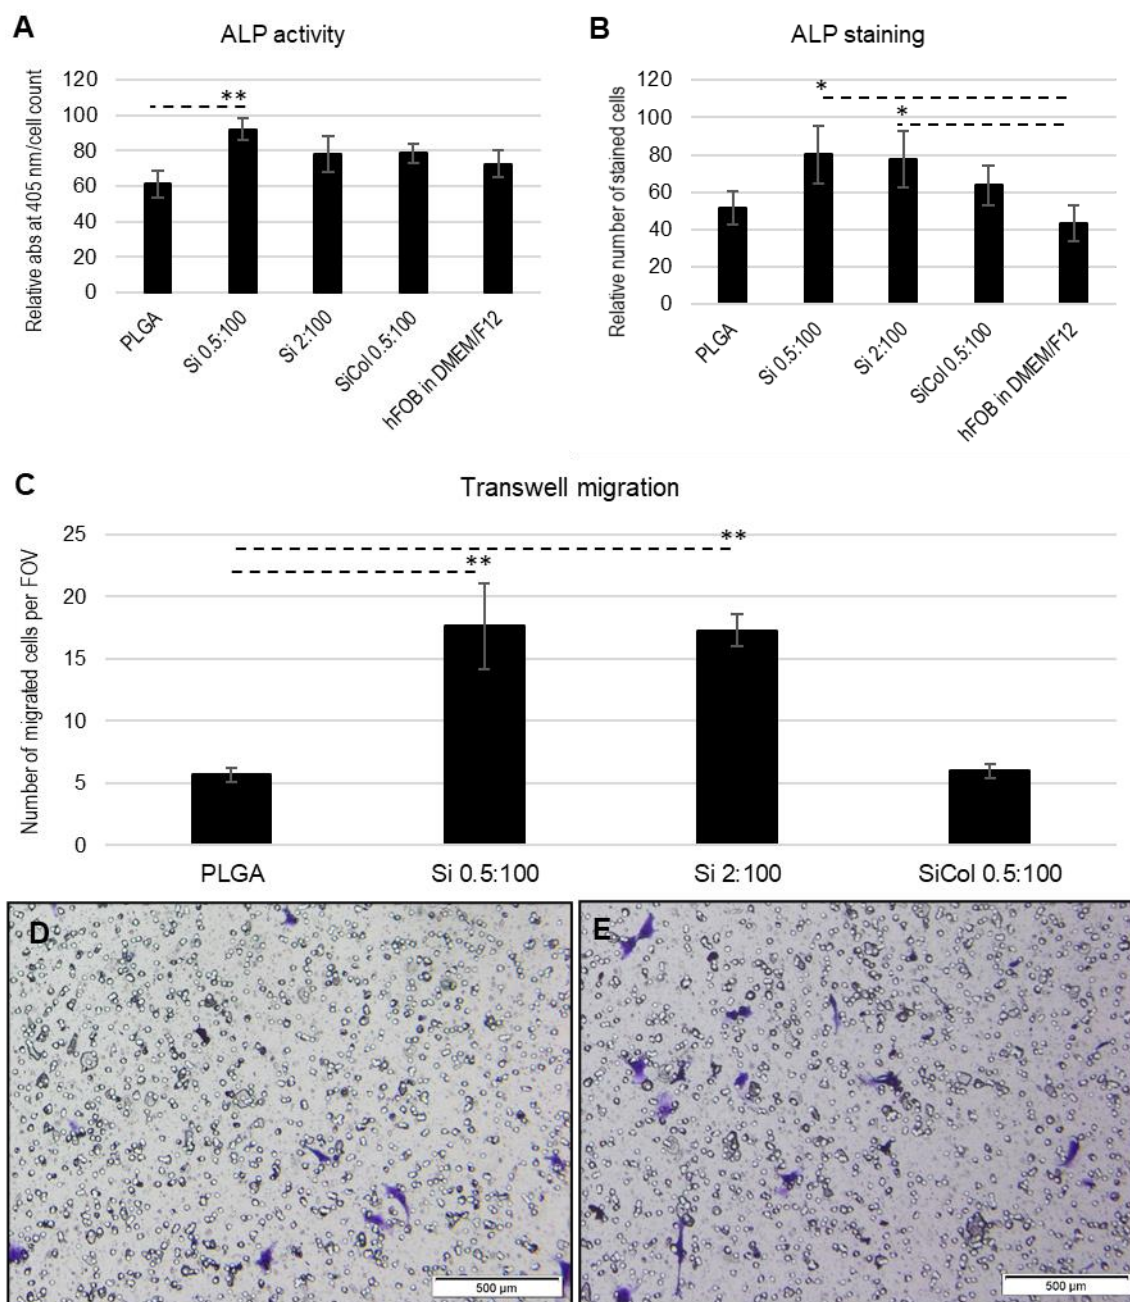 A
ALP activity
Relative abs at 405 nm/cell count
120
100
80
60
40
20
0
**
PLGA
Si 0.5:100
Si 2:100
SiCol 0.5:100
hFOB in DMEM/F12
B
ALP staining
Relative number of stained cells
120
100
80
60
40
20
0
*
*
PLGA
Si 0.5:100
Si 2:100
SiCol 0.5:100
hFOB in DMEM/F12
C
Transwell migration
Number of migrated cells per FOV
25
20
15
10
5
0
**
**
PLGA
Si 0.5:100
Si 2:100
SiCol 0.5:100
D
500 µm
E
500 µm